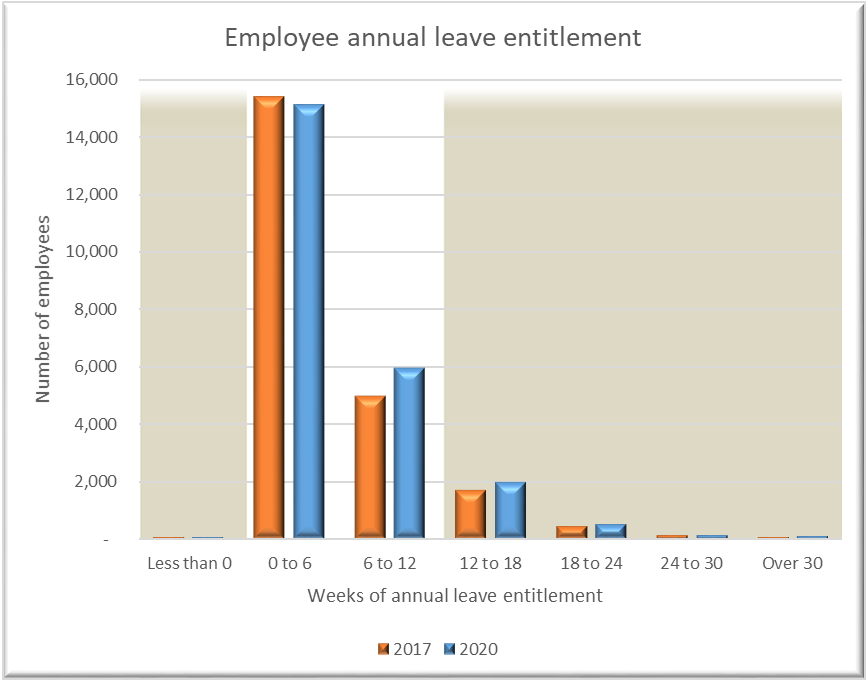 Employee annual leave entitlement
16,000
14,000
12,000
10,000
8,000
6,000
4,000
2,000
-
Number of employees
Less than 0 0 to 6 6 to 12 12 to 18 18 to 24 24 to 30 Over 30
Weeks of annual leave entitlement
2017 2020